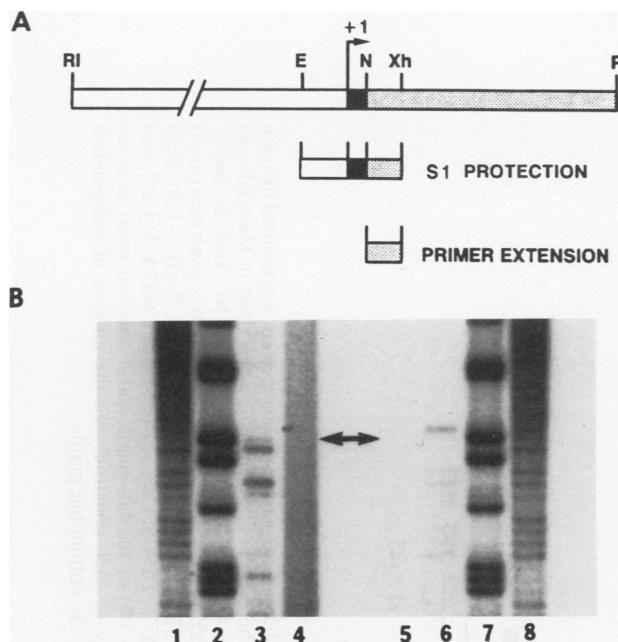 A
+1
RI E N Xh
S1 PROTECTION
PRIMER EXTENSION
B
1 2 3 4 5 6 7 8